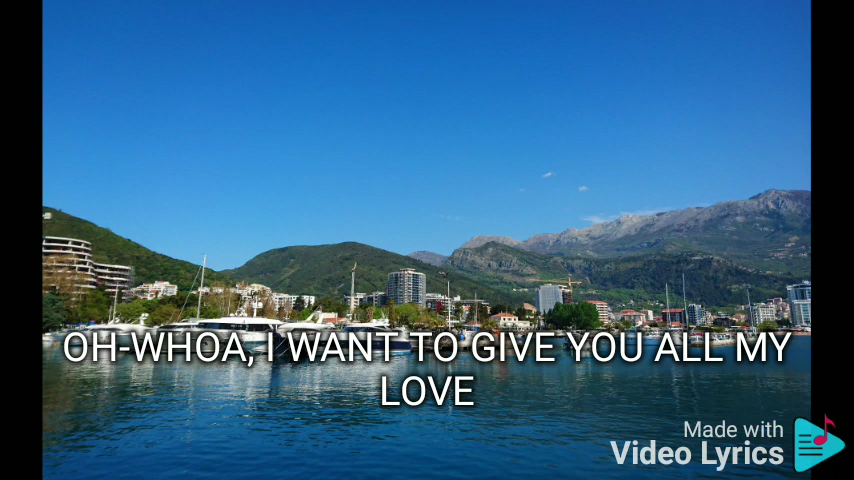 OH-WHOA, I WANT TO GIVE YOU ALL MY
LOVE
Made with
Video Lyrics